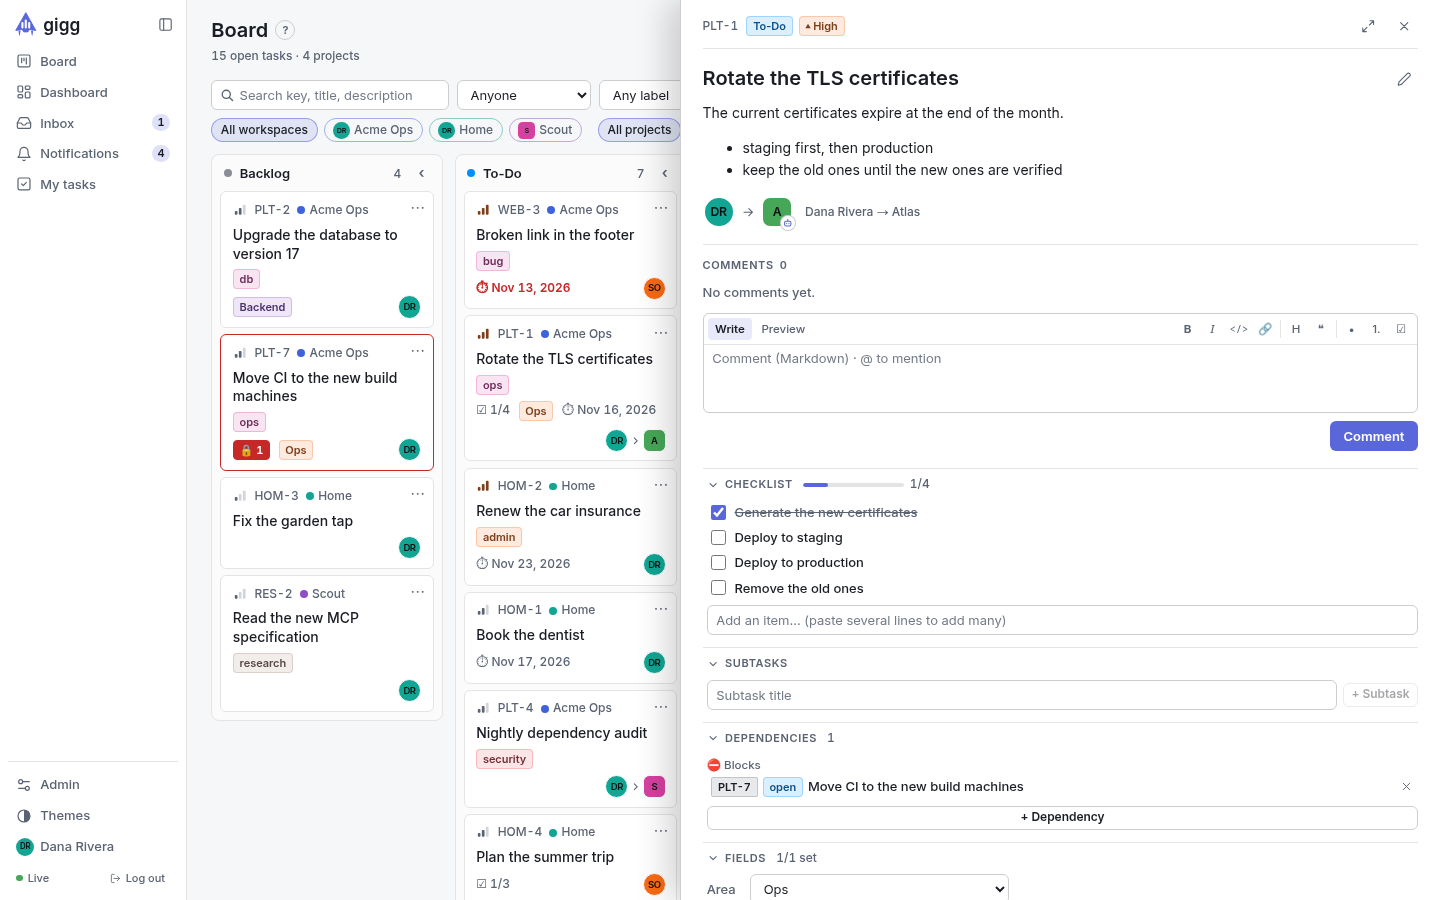 gigg
Board
Dashboard
Inbox 1
Notifications 4
My tasks
Admin
Themes
DR Dana Rivera
Live
Log out
Board ?
15 open tasks · 4 projects
Search key, title, description
Anyone
Any label
All workspaces
DR Acme Ops
DR Home
S Scout
All projects
Backlog 4
PLT-2 Acme Ops
Upgrade the database to
version 17
db
Backend
DR
PLT-7 Acme Ops
Move CI to the new build
machines
ops
1 Ops
DR
HOM-3 Home
Fix the garden tap
DR
RES-2 Scout
Read the new MCP
specification
research
DR
To-Do 7
WEB-3 Acme Ops
Broken link in the footer
bug
Nov 13, 2026
SO
PLT-1 Acme Ops
Rotate the TLS certificates
ops
☑ 1/4 Ops Nov 16, 2026
DR › A
HOM-2 Home
Renew the car insurance
admin
Nov 23, 2026
DR
HOM-1 Home
Book the dentist
Nov 17, 2026
DR
PLT-4 Acme Ops
Nightly dependency audit
security
DR › S
HOM-4 Home
Plan the summer trip
☑ 1/3
SO
PLT-1 To-Do High
Rotate the TLS certificates
The current certificates expire at the end of the month.
• staging first, then production
• keep the old ones until the new ones are verified
DR → A Dana Rivera → Atlas
COMMENTS 0
No comments yet.
Write Preview
B I </> H ❝ • 1. ☑
Comment (Markdown) · @ to mention
Comment
CHECKLIST 1/4
Generate the new certificates
Deploy to staging
Deploy to production
Remove the old ones
Add an item... (paste several lines to add many)
SUBTASKS
Subtask title
+ Subtask
DEPENDENCIES 1
Blocks
PLT-7 open Move CI to the new build machines
+ Dependency
FIELDS 1/1 set
Area Ops